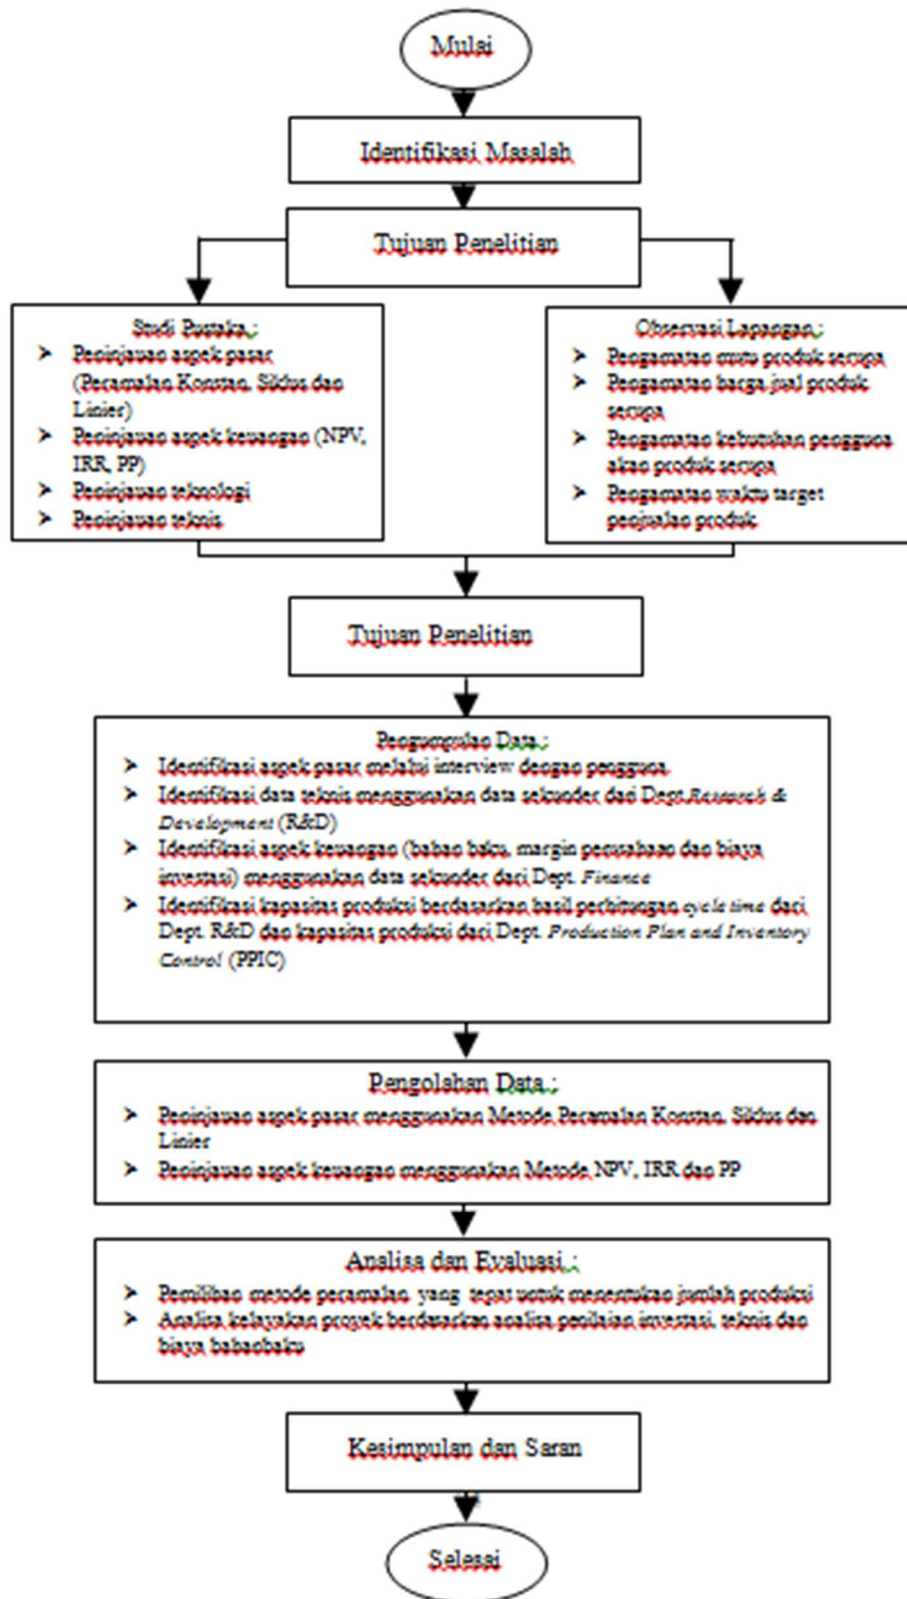 Mulai
Identifikasi Masalah
Tujuan Penelitian
Studi Pustaka :
➤ Peninjauan aspek pasar
(Peramalan Konstan, Siklus dan
Linier)
➤ Peninjauan aspek keuangan (NPV,
IRR, PP)
➤ Peninjauan teknologi
➤ Peninjauan teknis
Observasi Lapangan :
➤ Pengamatan mutu produk serupa
➤ Pengamatan harga jual produk
serupa
➤ Pengamatan kebutuhan pengguna
akan produk serupa
➤ Pengamatan waktu target
penjualan produk
Tujuan Penelitian
Pengumpulan Data :
➤ Identifikasi aspek pasar melalui interview dengan pengguna
➤ Identifikasi data teknis menggunakan data sekunder dari Dept Research &
Development (R&D)
➤ Identifikasi aspek keuangan (bahan baku, margin perusahaan dan biaya
investasi) menggunakan data sekunder dari Dept. Finance
➤ Identifikasi kapasitas produksi berdasarkan hasil perhitungan cycle time dari
Dept. R&D dan kapasitas produksi dari Dept. Production Plan and Inventory
Control (PPIC)
Pengolahan Data :
➤ Peninjauan aspek pasar menggunakan Metode Peramalan Konstan, Siklus dan
Linier
➤ Peninjauan aspek keuangan menggunakan Metode NPV, IRR dan PP
Analisa dan Evaluasi :
➤ Pemilihan metode peramalan yang tepat untuk menentukan jumlah produksi
➤ Analisa kelayakan proyek berdasarkan analisa penilaian investasi, teknis dan
biaya bahanbaku
Kesimpulan dan Saran
Selesai